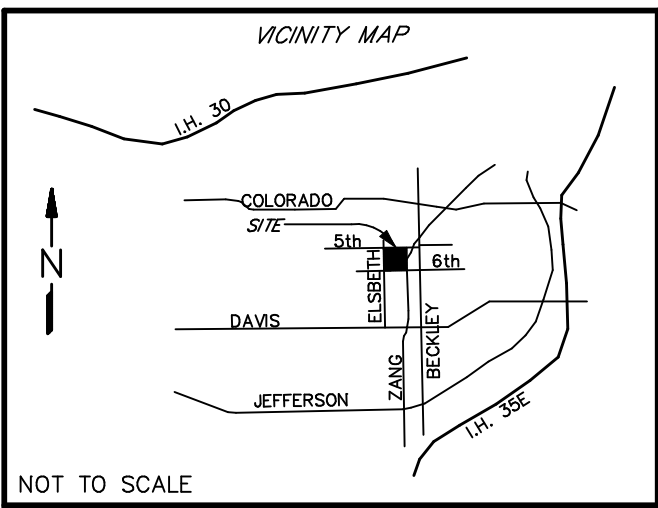 VICINITY MAP
I.H. 30
COLORADO
SITE
5th
N
ELSBETH
6th
DAVIS
BECKLEY
ZANG
JEFFERSON
I.H. 35E
NOT TO SCALE